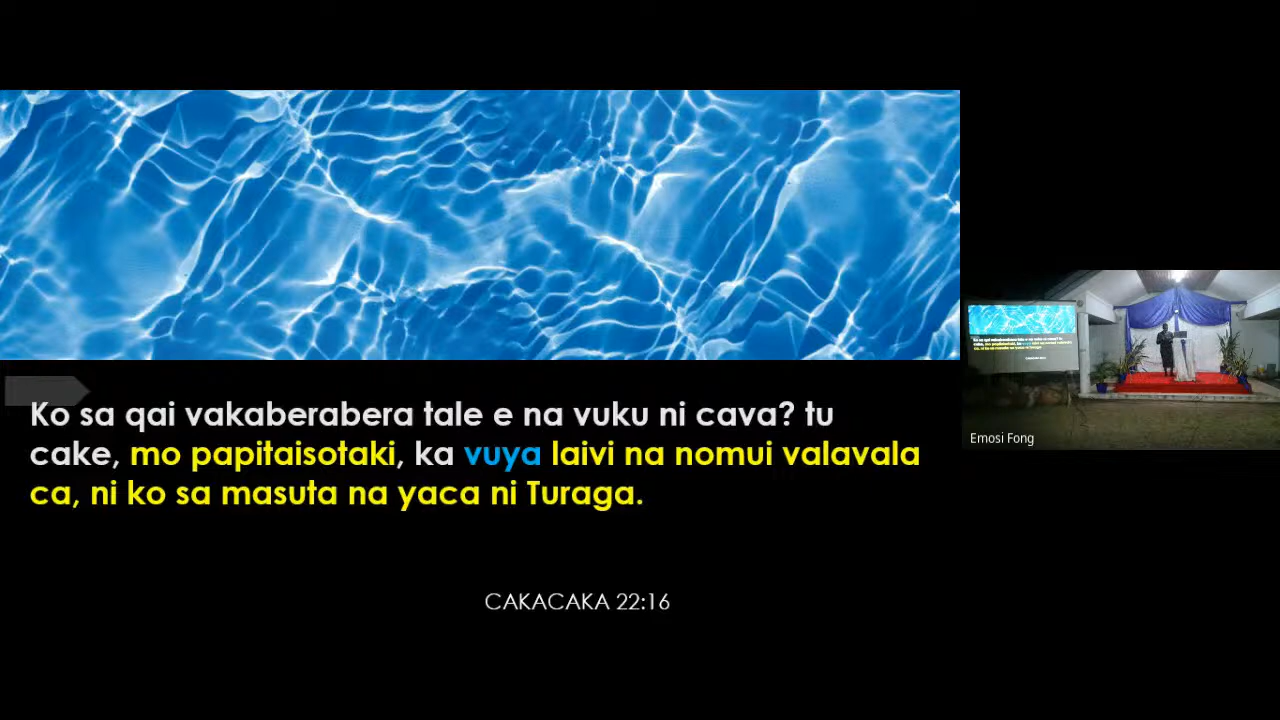 Ko sa qai vakaberabera tale e na vuku ni cava? tu
cake, mo papitaisotaki, ka vuya laivi na nomui valavala
ca, ni ko sa masuta na yaca ni Turaga.
CAKACAKA 22:16
Emosi Fong